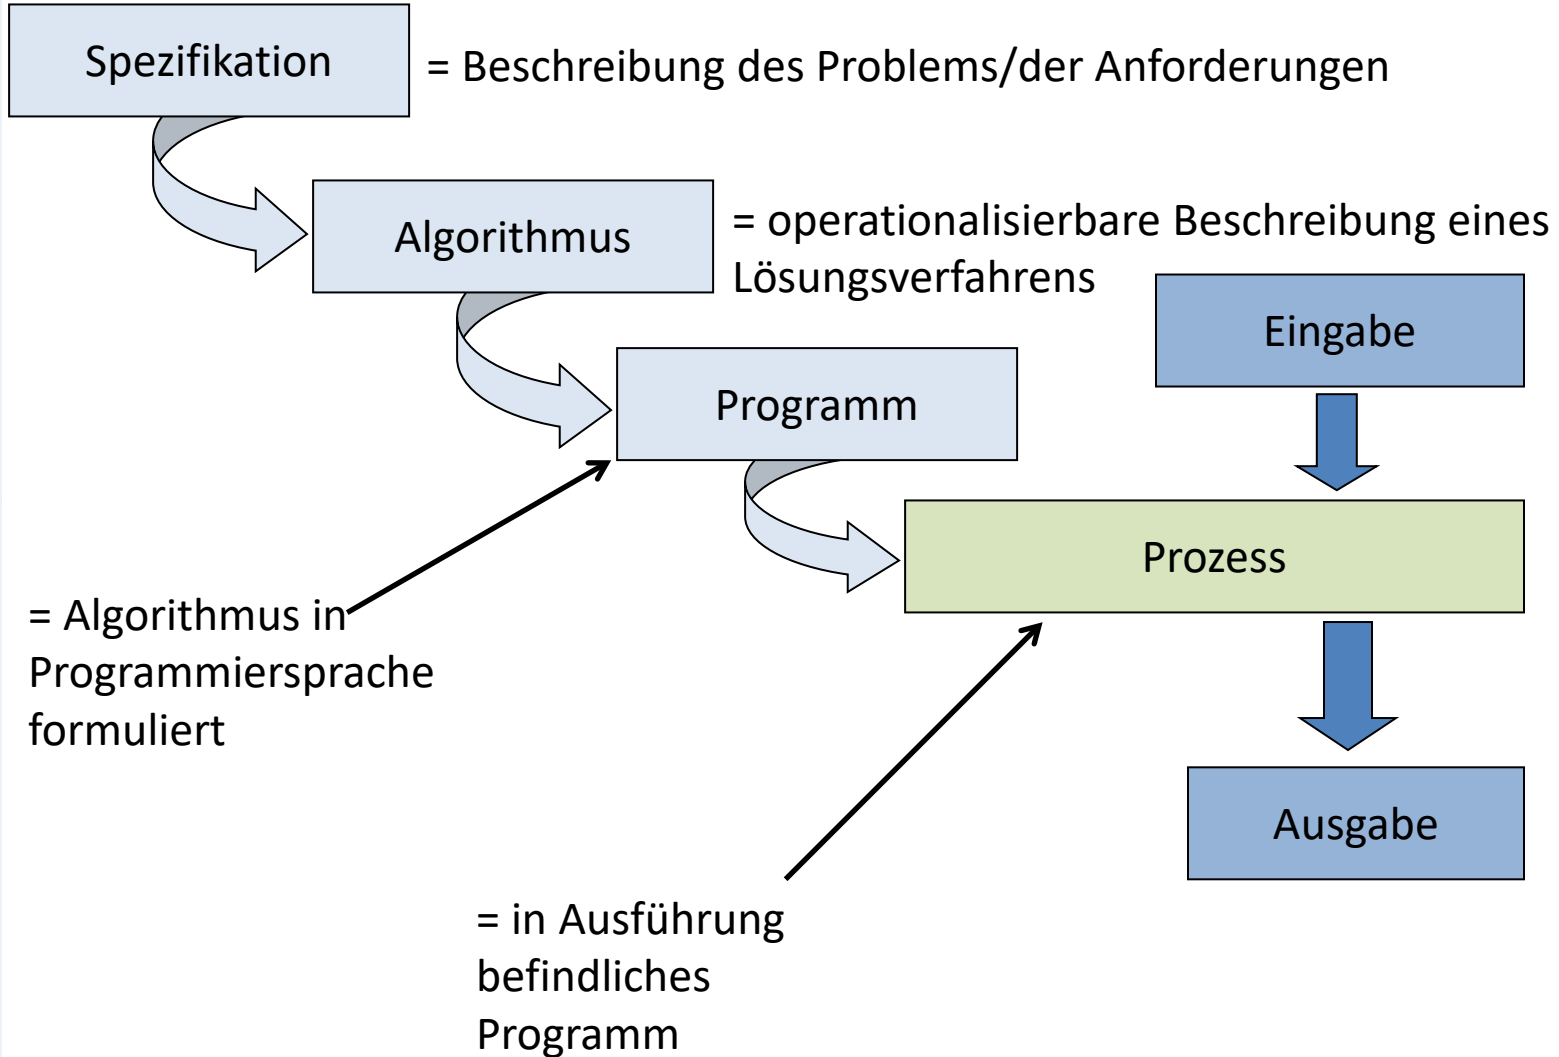 Spezifikation
= Beschreibung des Problems/der Anforderungen
Algorithmus
= operationalisierbare Beschreibung eines
Lösungsverfahrens
Eingabe
Programm
Prozess
= Algorithmus in
Programmiersprache
formuliert
Ausgabe
= in Ausführung
befindliches
Programm